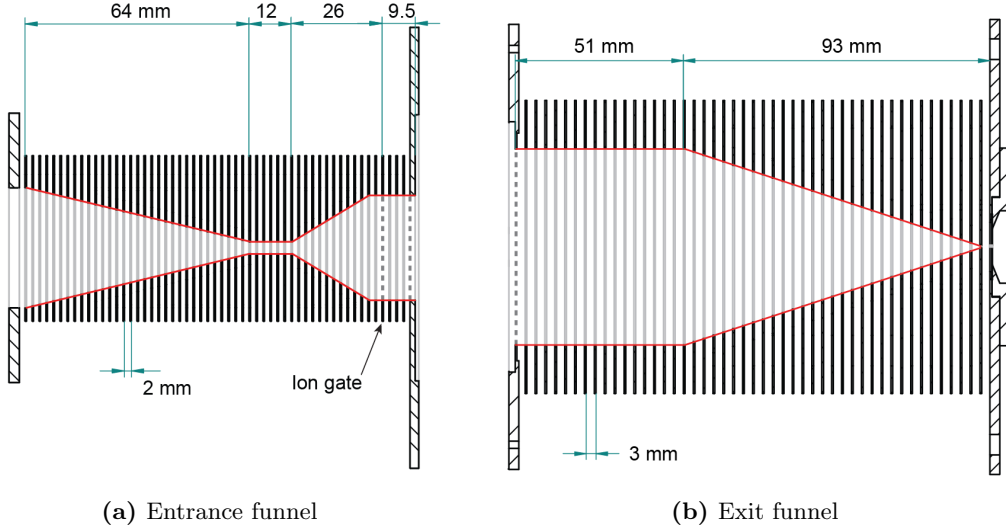 64 mm 12 26 9.5
51 mm 93 mm
2 mm
Ion gate
3 mm
(a) Entrance funnel
(b) Exit funnel